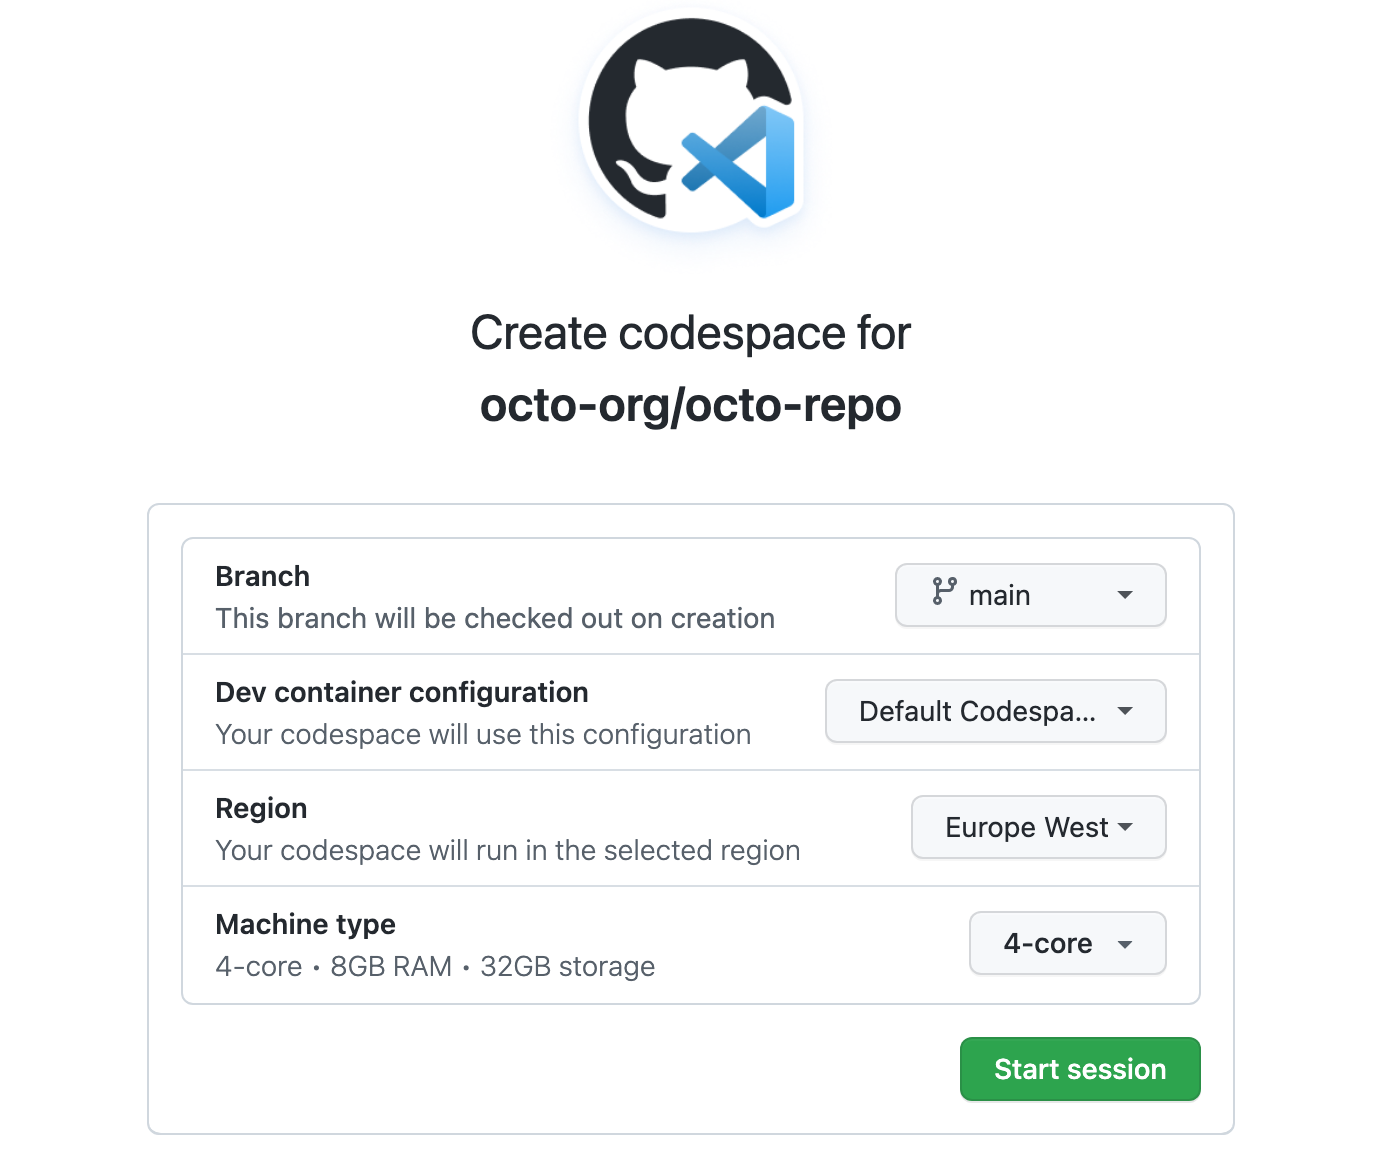 Create codespace for
octo-org/octo-repo
Branch
This branch will be checked out on creation
main
Dev container configuration
Your codespace will use this configuration
Default Codespa...
Region
Your codespace will run in the selected region
Europe West
Machine type
4-core • 8GB RAM • 32GB storage
4-core
Start session